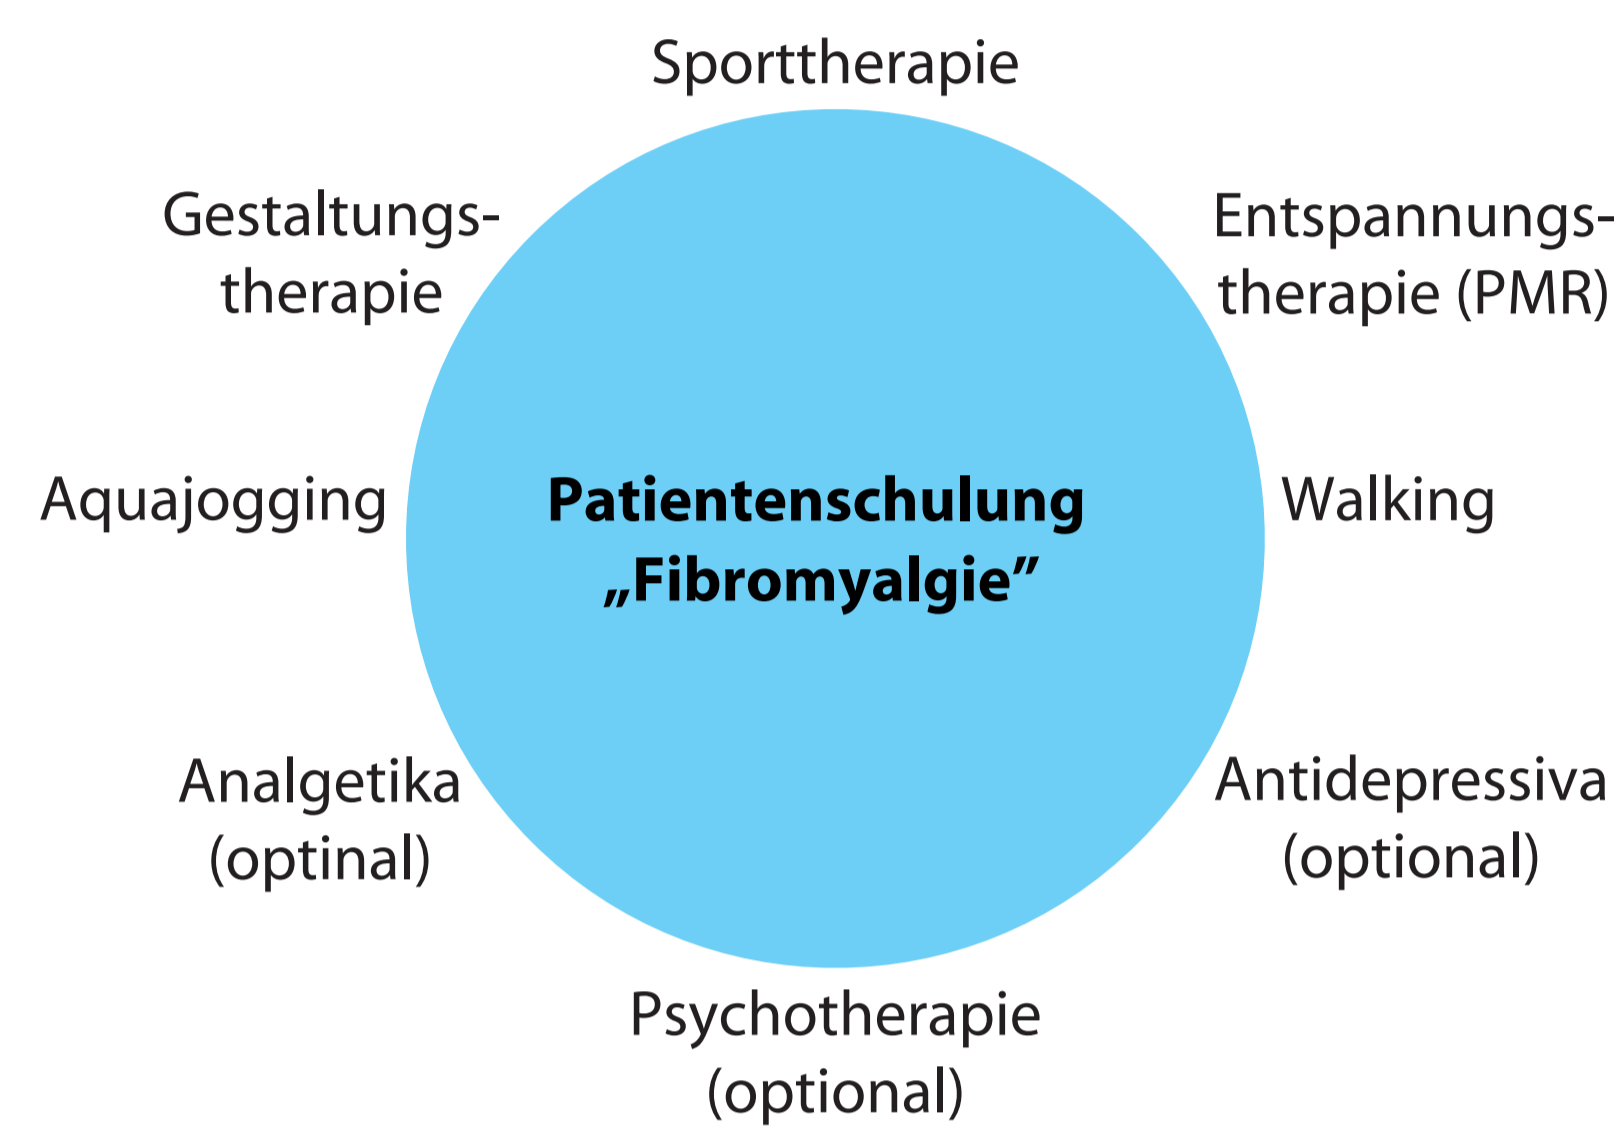 Sporttherapie
Gestaltungs-
therapie
Entspannungs-
therapie (PMR)
Aquajogging
Patientenschulung
„Fibromyalgie”
Walking
Analgetika
(optinal)
Antidepressiva
(optional)
Psychotherapie
(optional)